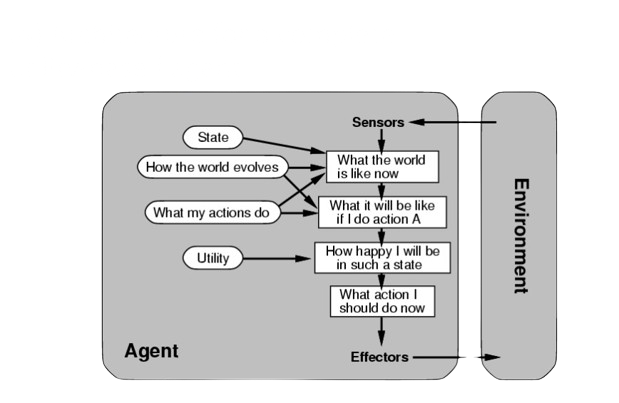 Sensors
State
How the world evolves
What the world
is like now
What my actions do
What it will be like
if I do action A
Utility
How happy I will be
in such a state
What action I
should do now
Agent
Effectors
Environment